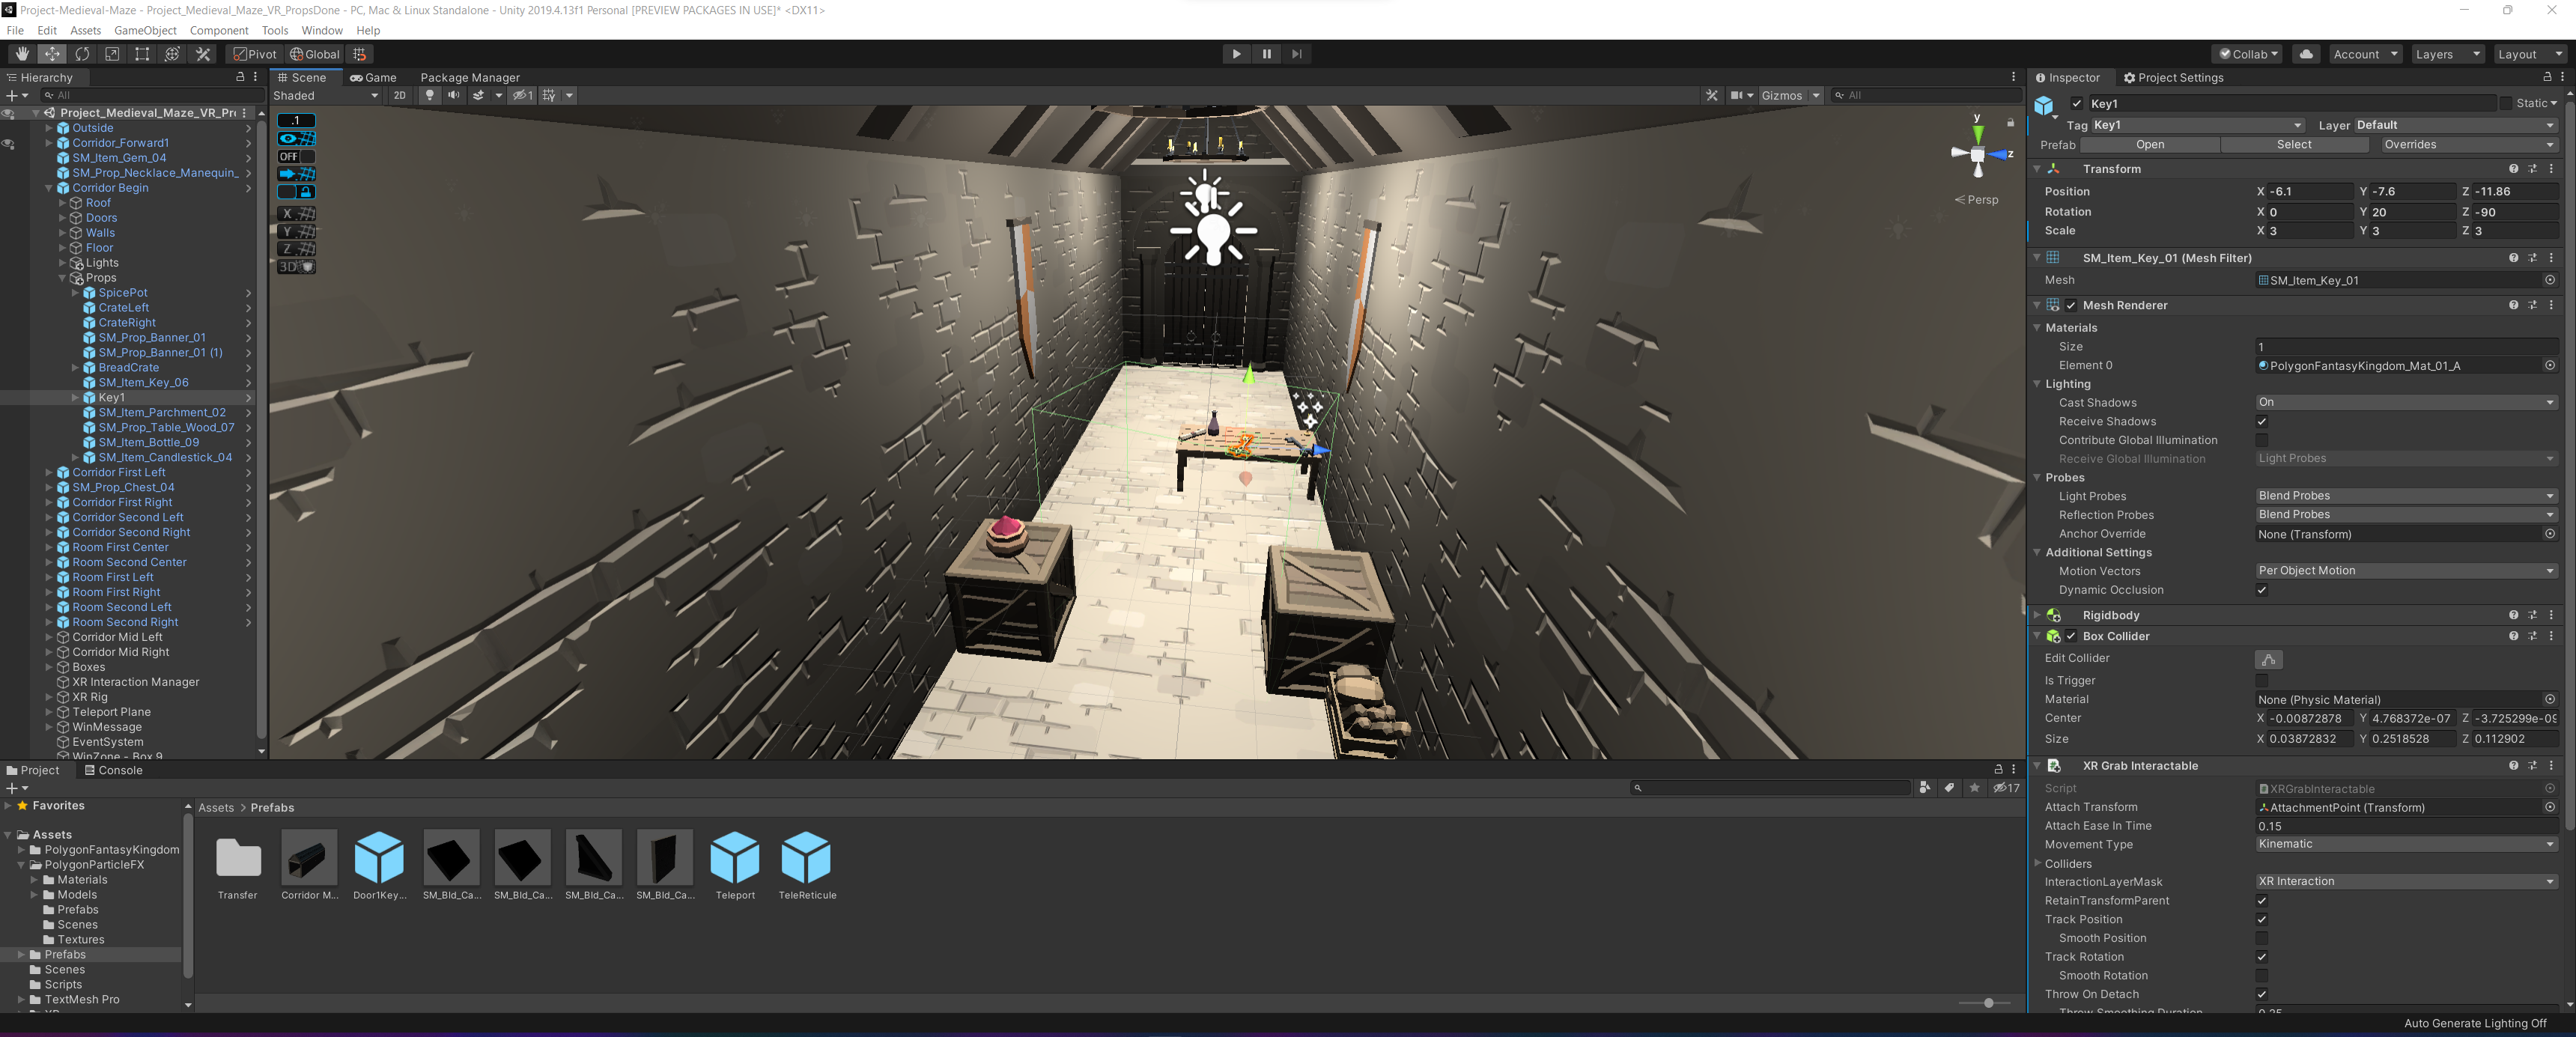 Project-Medieval-Maze - Project_Medieval_Maze_VR_PropsDone - PC, Mac & Linux Standalone - Unity 2019.4.13f1 Personal [PREVIEW PACKAGES IN USE]* <DX11>
File Edit Assets GameObject Component Tools Window Help
Pivot Global
Collab Account Layers Layout
Hierarchy
All
Project_Medieval_Maze_VR_Pr
Outside
Corridor_Forward1
SM_Item_Gem_04
SM_Prop_Necklace_Manequin_
Corridor Begin
Roof
Doors
Walls
Floor
Lights
Props
SpicePot
CrateLeft
CrateRight
SM_Prop_Banner_01
SM_Prop_Banner_01 (1)
BreadCrate
SM_Item_Key_06
Key1
SM_Item_Parchment_02
SM_Prop_Table_Wood_07
SM_Item_Bottle_09
SM_Item_Candlestick_04
Corridor First Left
SM_Prop_Chest_04
Corridor First Right
Corridor Second Left
Corridor Second Right
Room First Center
Room Second Center
Room First Left
Room First Right
Room Second Left
Room Second Right
Corridor Mid Left
Corridor Mid Right
Boxes
XR Interaction Manager
XR Rig
Teleport Plane
WinMessage
EventSystem
WinZone - Box 9
Scene Game Package Manager
Shaded 2D 1 Gizmos All
.1
OFF
X
Y
Z
3D
y
z
Persp
Inspector Project Settings
Key1 Static
Tag Key1 Layer Default
Prefab Open Select Overrides
Transform
Position X -6.1 Y -7.6 Z -11.86
Rotation X 0 Y 20 Z -90
Scale X 3 Y 3 Z 3
SM_Item_Key_01 (Mesh Filter)
Mesh SM_Item_Key_01
Mesh Renderer
Materials
Size 1
Element 0 PolygonFantasyKingdom_Mat_01_A
Lighting
Cast Shadows On
Receive Shadows
Contribute Global Illumination
Receive Global Illumination Light Probes
Probes
Light Probes Blend Probes
Reflection Probes Blend Probes
Anchor Override None (Transform)
Additional Settings
Motion Vectors Per Object Motion
Dynamic Occlusion
Rigidbody
Box Collider
Edit Collider
Is Trigger
Material None (Physic Material)
Center X -0.00872878 Y 4.768372e-07 Z -3.725299e-09
Size X 0.03872832 Y 0.2518528 Z 0.112902
XR Grab Interactable
Script XRGrabInteractable
Attach Transform AttachmentPoint (Transform)
Attach Ease In Time 0.15
Movement Type Kinematic
Colliders
InteractionLayerMask XR Interaction
RetainTransformParent
Track Position
Smooth Position
Track Rotation
Smooth Rotation
Throw On Detach
Throw Smoothing Duration 0.25
Project Console
17
Favorites
Assets
PolygonFantasyKingdom
PolygonParticleFX
Materials
Models
Prefabs
Scenes
Textures
Prefabs
Scenes
Scripts
TextMesh Pro
Assets > Prefabs
Transfer Corridor M... Door1Key... SM_Bld_Ca... SM_Bld_Ca... SM_Bld_Ca... SM_Bld_Ca... Teleport TeleReticule
Auto Generate Lighting Off